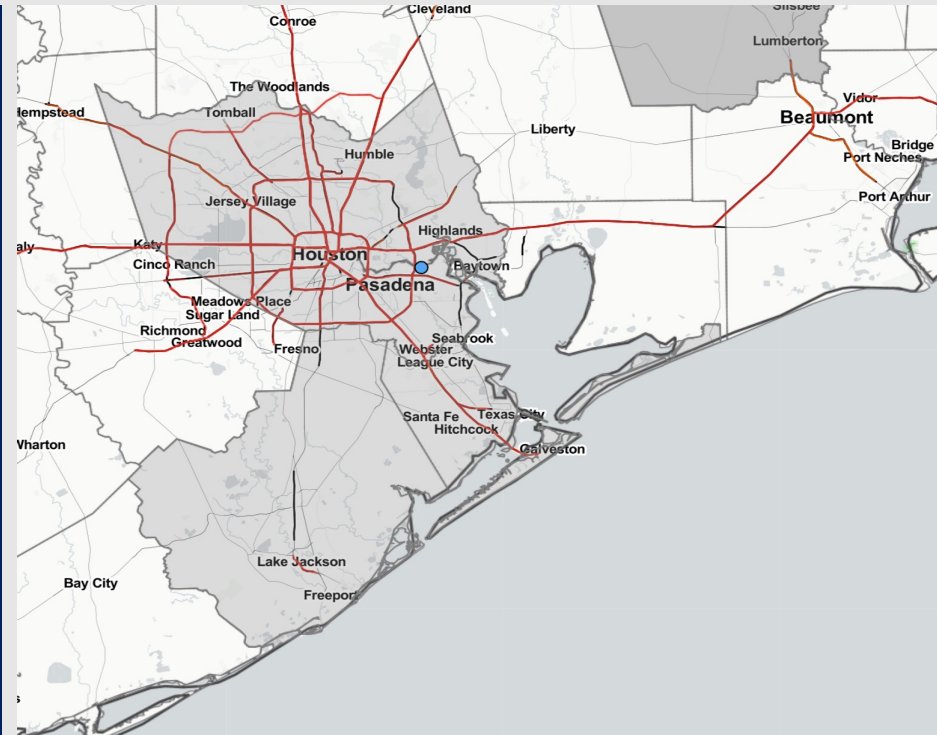 Cleveland
Silsbee
Conroe
Lumberton
The Woodlands
Vidor
Hempstead
Tomball
Beaumont
Liberty
Bridge
Humble
Port Neches
Port Arthur
Jersey Village
Highlands
Katy
aly
Houston
Cinco Ranch
Baytown
Pasadena
Meadows Place
Sugar Land
Richmond
Greatwood
Seabrook
Fresno
Webster
League City
Santa Fe
Texas City
Hitchcock
Wharton
Galveston
Lake Jackson
Bay City
Freeport
s